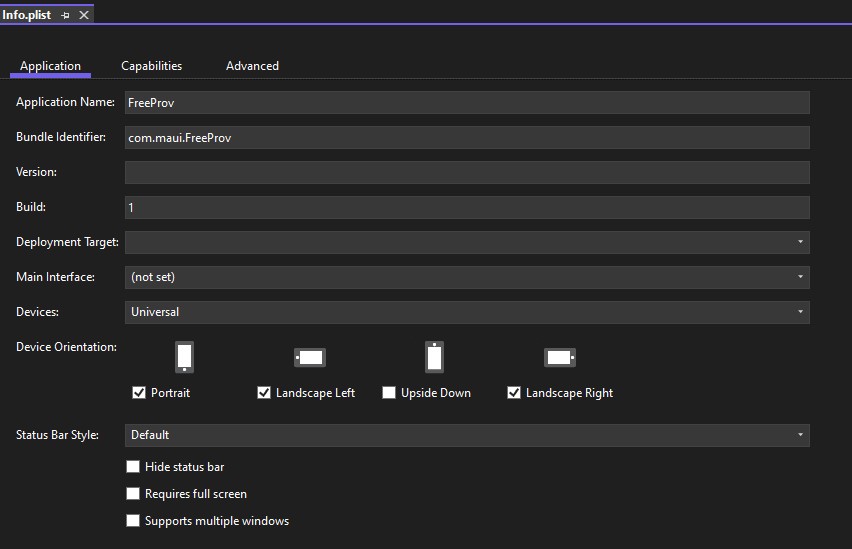 Info.plist
Application Capabilities Advanced
Application Name: FreeProv
Bundle Identifier: com.maui.FreeProv
Version:
Build: 1
Deployment Target:
Main Interface: (not set)
Devices: Universal
Device Orientation:
Portrait Landscape Left Upside Down Landscape Right
Status Bar Style: Default
Hide status bar
Requires full screen
Supports multiple windows